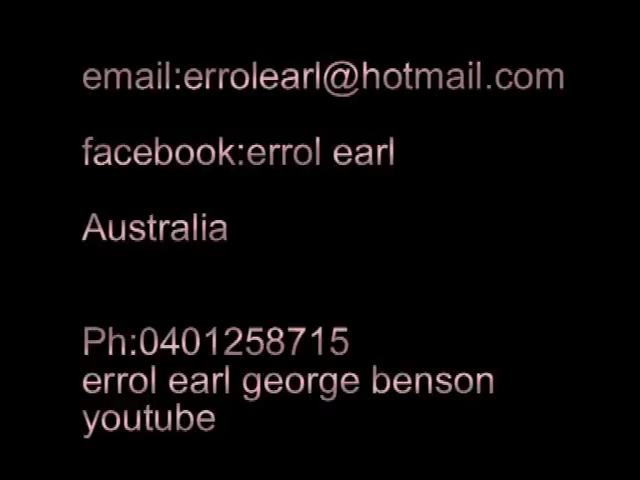 email:errolearl@hotmail.com
facebook:errol earl
Australia
Ph:0401258715
errol earl george benson
youtube